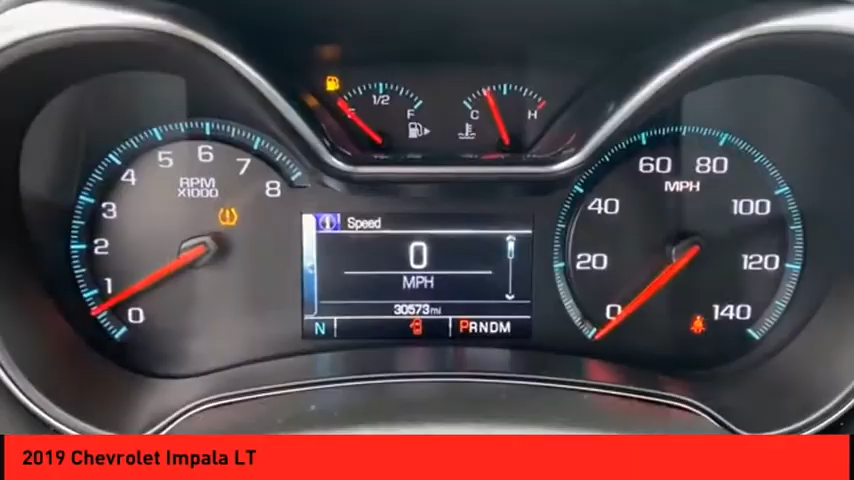 1/2
E F
C H
0 1 2 3 4 5 6 7 8
RPM
X1000
Speed
0
MPH
30573mi
N
PRNDM
0 20 40 60 80 100 120 140
MPH
2019 Chevrolet Impala LT